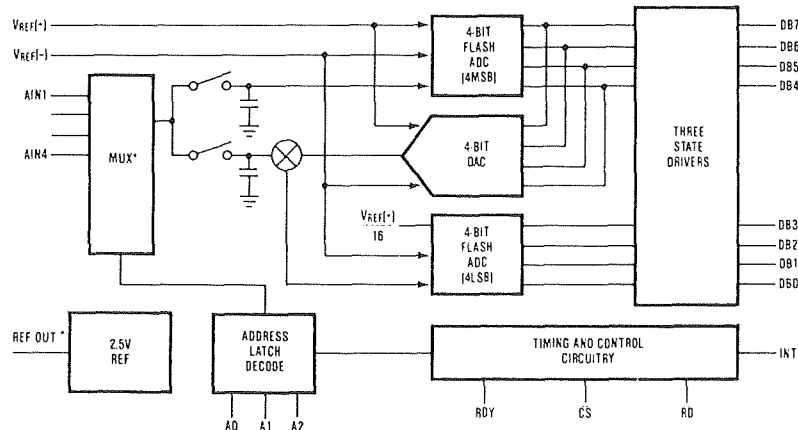 VREF(+)
VREF(-)
AIN1
AIN4
MUX*
4-BIT
FLASH
ADC
(4MSB)
4-BIT
DAC
VREF(+)
16
4-BIT
FLASH
ADC
(4LSB)
THREE
STATE
DRIVERS
DB7
DB6
DB5
DB4
DB3
DB2
DB1
DB0
REF OUT *
2.5V
REF
ADDRESS
LATCH
DECODE
TIMING AND CONTROL
CIRCUITRY
INT
A0 A1 A2
RDY CS RD